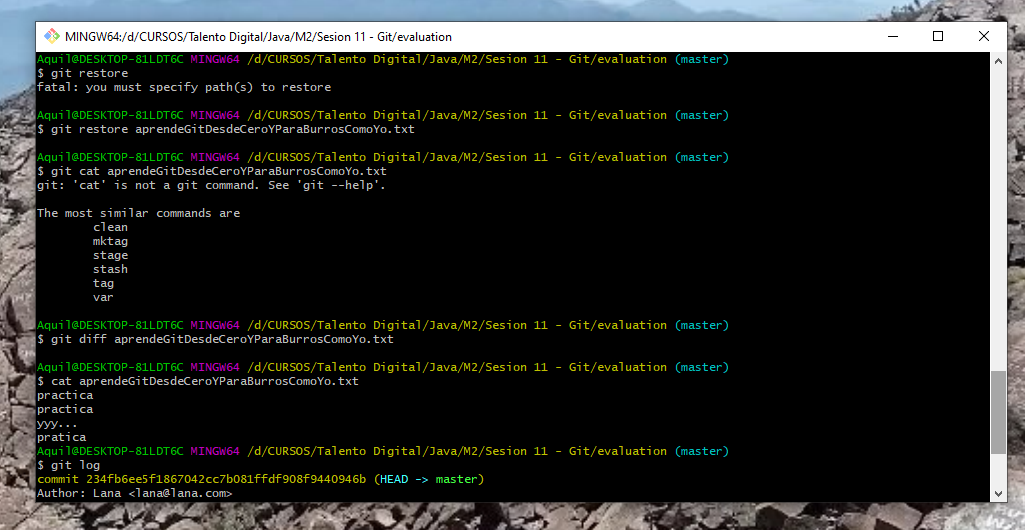 MINGW64:/d/CURSOS/Talento Digital/Java/M2/Sesion 11 - Git/evaluation
Aquil@DESKTOP-81LDT6C MINGW64 /d/CURSOS/Talento Digital/Java/M2/Sesion 11 - Git/evaluation (master)
$ git restore
fatal: you must specify path(s) to restore
Aquil@DESKTOP-81LDT6C MINGW64 /d/CURSOS/Talento Digital/Java/M2/Sesion 11 - Git/evaluation (master)
$ git restore aprendeGitDesdeCeroYParaBurrosComoYo.txt
Aquil@DESKTOP-81LDT6C MINGW64 /d/CURSOS/Talento Digital/Java/M2/Sesion 11 - Git/evaluation (master)
$ git cat aprendeGitDesdeCeroYParaBurrosComoYo.txt
git: 'cat' is not a git command. See 'git --help'.
The most similar commands are
clean
mktag
stage
stash
tag
var
Aquil@DESKTOP-81LDT6C MINGW64 /d/CURSOS/Talento Digital/Java/M2/Sesion 11 - Git/evaluation (master)
$ git diff aprendeGitDesdeCeroYParaBurrosComoYo.txt
Aquil@DESKTOP-81LDT6C MINGW64 /d/CURSOS/Talento Digital/Java/M2/Sesion 11 - Git/evaluation (master)
$ cat aprendeGitDesdeCeroYParaBurrosComoYo.txt
practica
practica
yyy...
pratica
Aquil@DESKTOP-81LDT6C MINGW64 /d/CURSOS/Talento Digital/Java/M2/Sesion 11 - Git/evaluation (master)
$ git log
commit 234fb6ee5f1867042cc7b081ffdf908f9440946b (HEAD -> master)
Author: Lana <lana@lana.com>